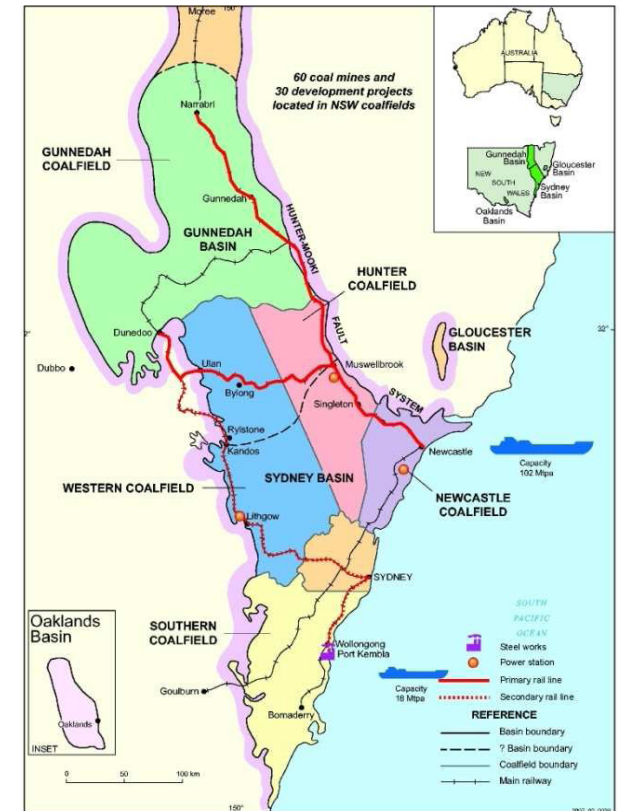 Moree
150°
60 coal mines and
30 development projects
located in NSW coalfields
AUSTRALIA
Gunnedah
Basin
Gloucester
Basin
NEW
SOUTH
WALES
Sydney
Basin
Oaklands
Basin
Narrabri
GUNNEDAH
COALFIELD
Gunnedah
GUNNEDAH
BASIN
HUNTER-MOOKI
FAULT
SYSTEM
HUNTER
COALFIELD
32°
2°
Dunedoo
GLOUCESTER
BASIN
Dubbo
Ulan
Muswellbrook
Bylong
Singleton
Rylstone
Kandos
Newcastle
Capacity
102 Mtpa
WESTERN COALFIELD
SYDNEY BASIN
NEWCASTLE
COALFIELD
Lithgow
SYDNEY
Oaklands
Basin
Oaklands
INSET
SOUTHERN
COALFIELD
Wollongong
Port Kembla
Goulburn
Bomaderry
Capacity
18 Mtpa
SOUTH
PACIFIC
OCEAN
Steel works
Power station
Primary rail line
Secondary rail line
REFERENCE
Basin boundary
? Basin boundary
Coalfield boundary
Main railway
0 50 100 km
150°